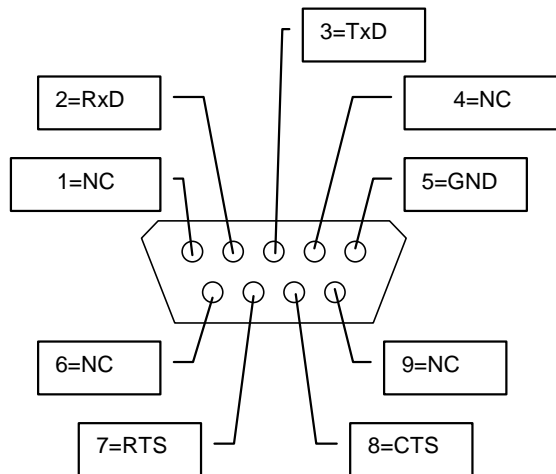 3=TxD
2=RxD
4=NC
1=NC
5=GND
6=NC
9=NC
7=RTS
8=CTS